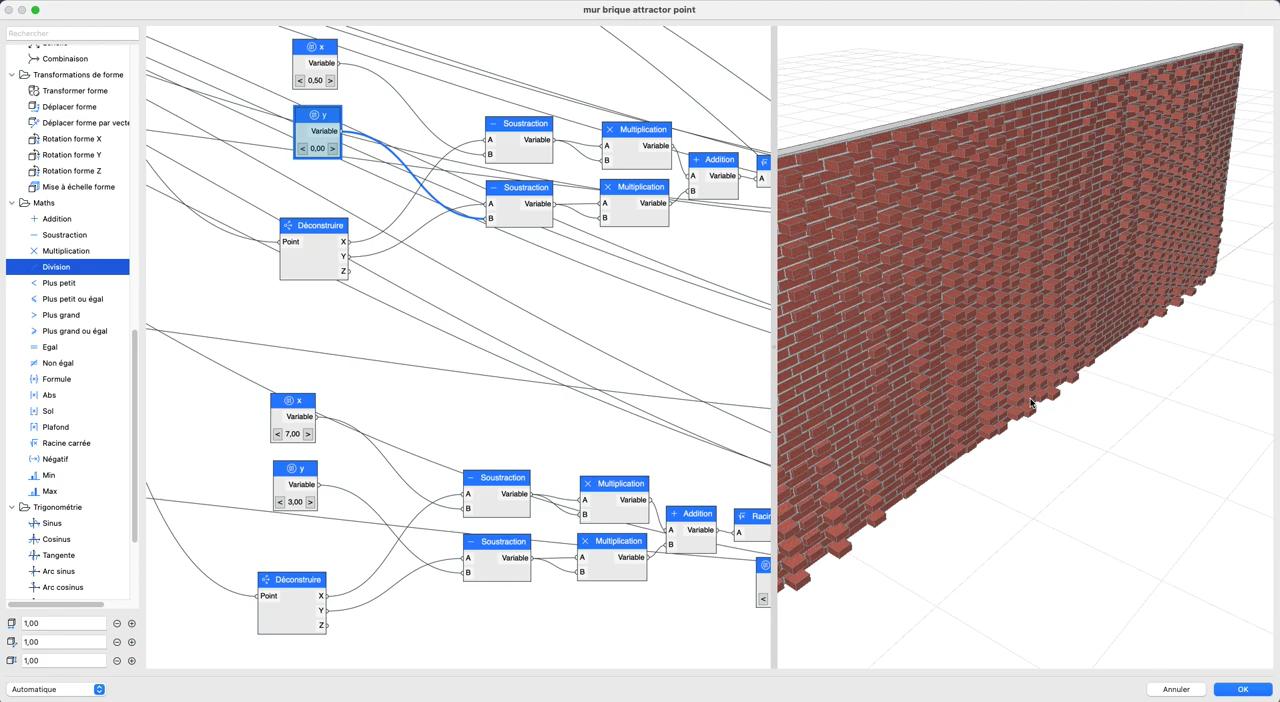 mur brique attractor point
Rechercher
Combinaison
Transformations de forme
Transformer forme
Déplacer forme
Déplacer forme par vecte
Rotation forme X
Rotation forme Y
Rotation forme Z
Mise à échelle forme
Maths
Addition
Soustraction
Multiplication
Division
Plus petit
Plus petit ou égal
Plus grand
Plus grand ou égal
Egal
Non égal
Formule
Abs
Sol
Plafond
Racine carrée
Négatif
Min
Max
Trigonométrie
Sinus
Cosinus
Tangente
Arc sinus
Arc cosinus
1,00
1,00
1,00
Automatique
x
Variable
< 0,50 >
y
Variable
< 0,00 >
Déconstruire
Point X
Y
Z
Soustraction
A Variable
B
Soustraction
A Variable
B
Multiplication
A Variable
B
Multiplication
A Variable
B
Addition
A Variable
B
A
x
Variable
< 7,00 >
y
Variable
< 3,00 >
Déconstruire
Point X
Y
Z
Soustraction
A Variable
B
Soustraction
A Variable
B
Multiplication
A Variable
B
Multiplication
A Variable
B
Addition
A Variable
B
Racin
A
<
Annuler
OK